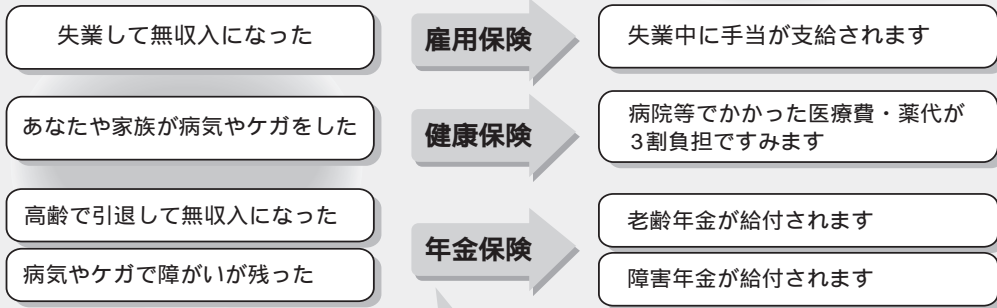 失業して無収入になった
雇用保険
失業中に手当が支給されます
あなたや家族が病気やケガをした
健康保険
病院等でかかった医療費・薬代が
3割負担ですみます
高齢で引退して無収入になった
病気やケガで障がいが残った
年金保険
老齢年金が給付されます
障害年金が給付されます